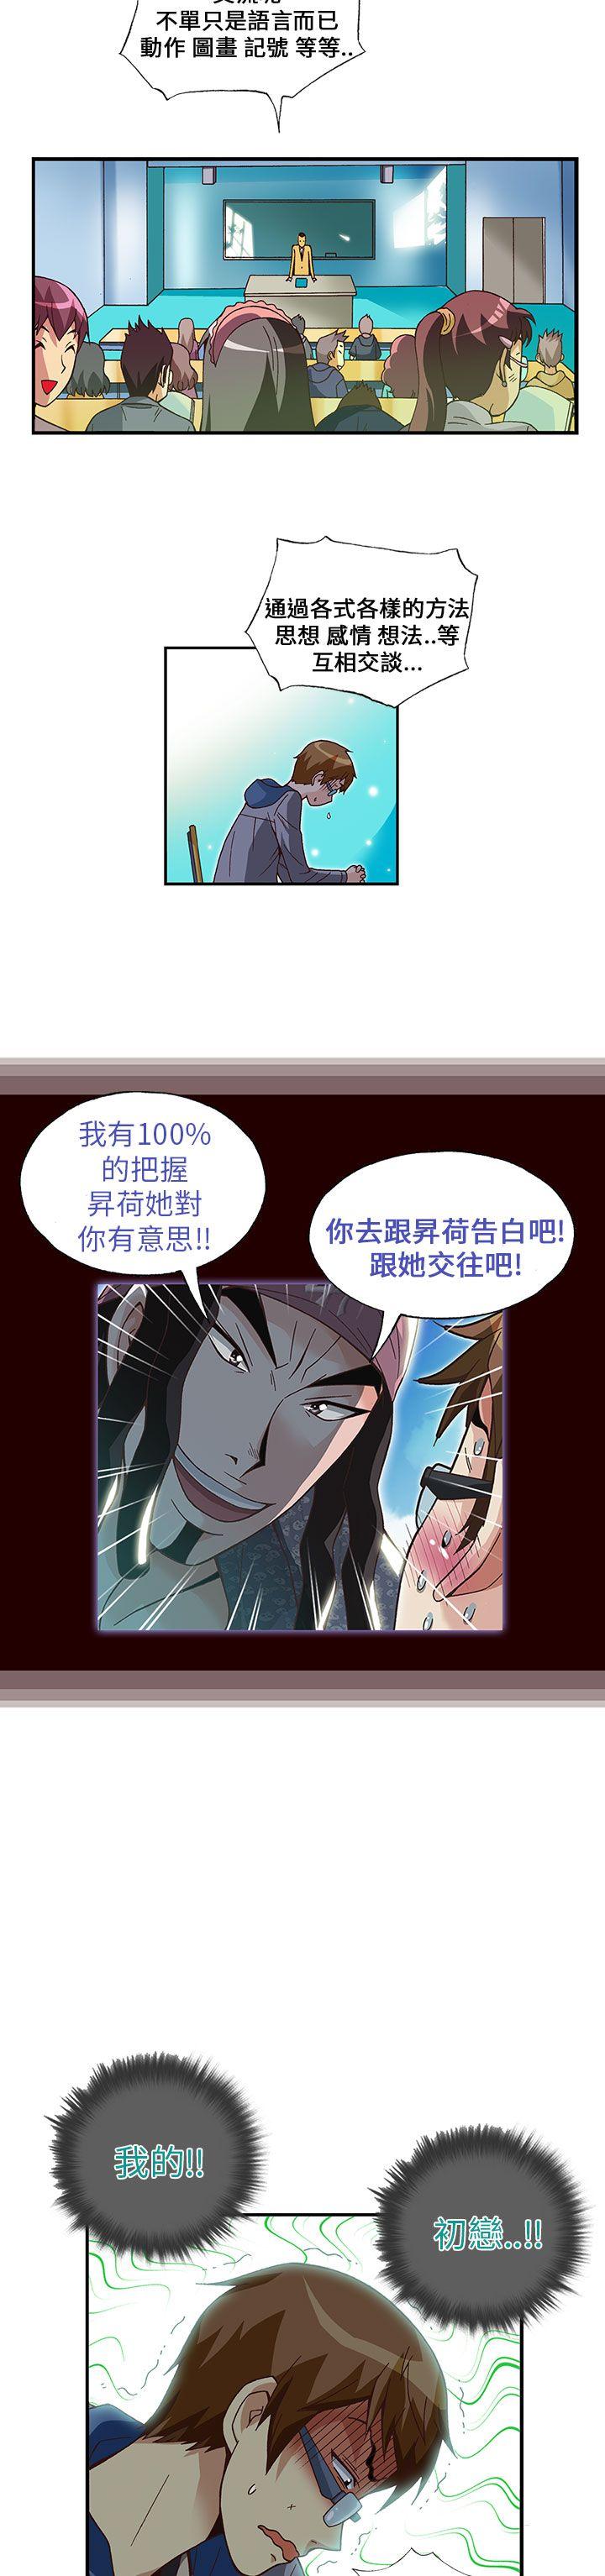 不單只是語言而已
動作 圖畫 記號 等等..
通過各式各樣的方法
思想 感情 想法..等
互相交談...
我有100%
的把握
昇荷她對
你有意思!!
你去跟昇荷告白吧!
跟她交往吧!
我的!!
初戀..!!